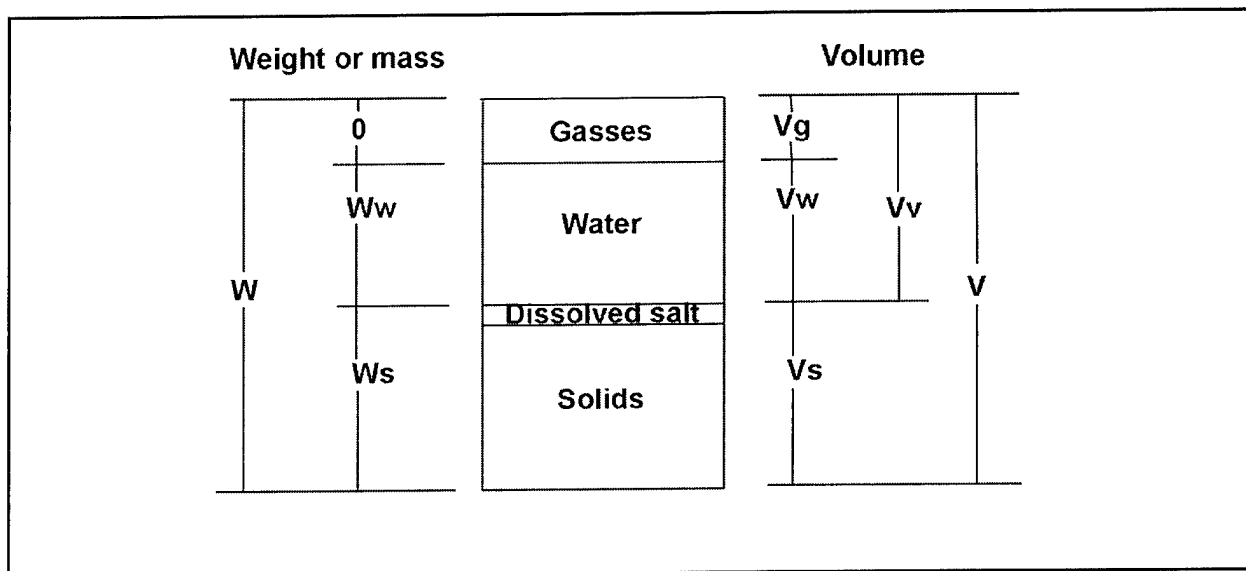 Weight or mass
Volume
0
Gasses
Vg
Ww
Water
Vw
Vv
W
Dissolved salt
V
Ws
Solids
Vs